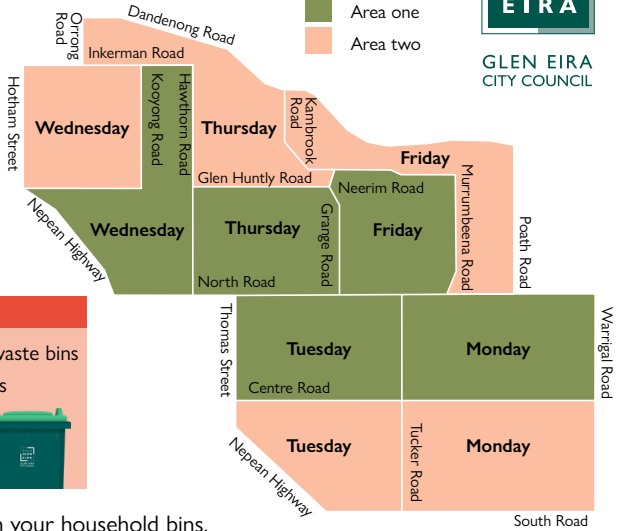 Area one
Area two
EIRA
GLEN EIRA
CITY COUNCIL
Orrong
Road
Dandenong Road
Inkerman Road
Hotham Street
Wednesday
Kooyong Road
Hawthorn Road
Thursday
Kambrook
Road
Friday
Glen Huntly Road
Neerim Road
Murrumbeena Road
Poath Road
Nepean Highway
Wednesday
Thursday
Grange Road
Friday
North Road
Thomas Street
Tuesday
Monday
Warrigal Road
Centre Road
Tuesday
Tucker Road
Monday
Nepean Highway
South Road
vaste bins
s
n your household bins.